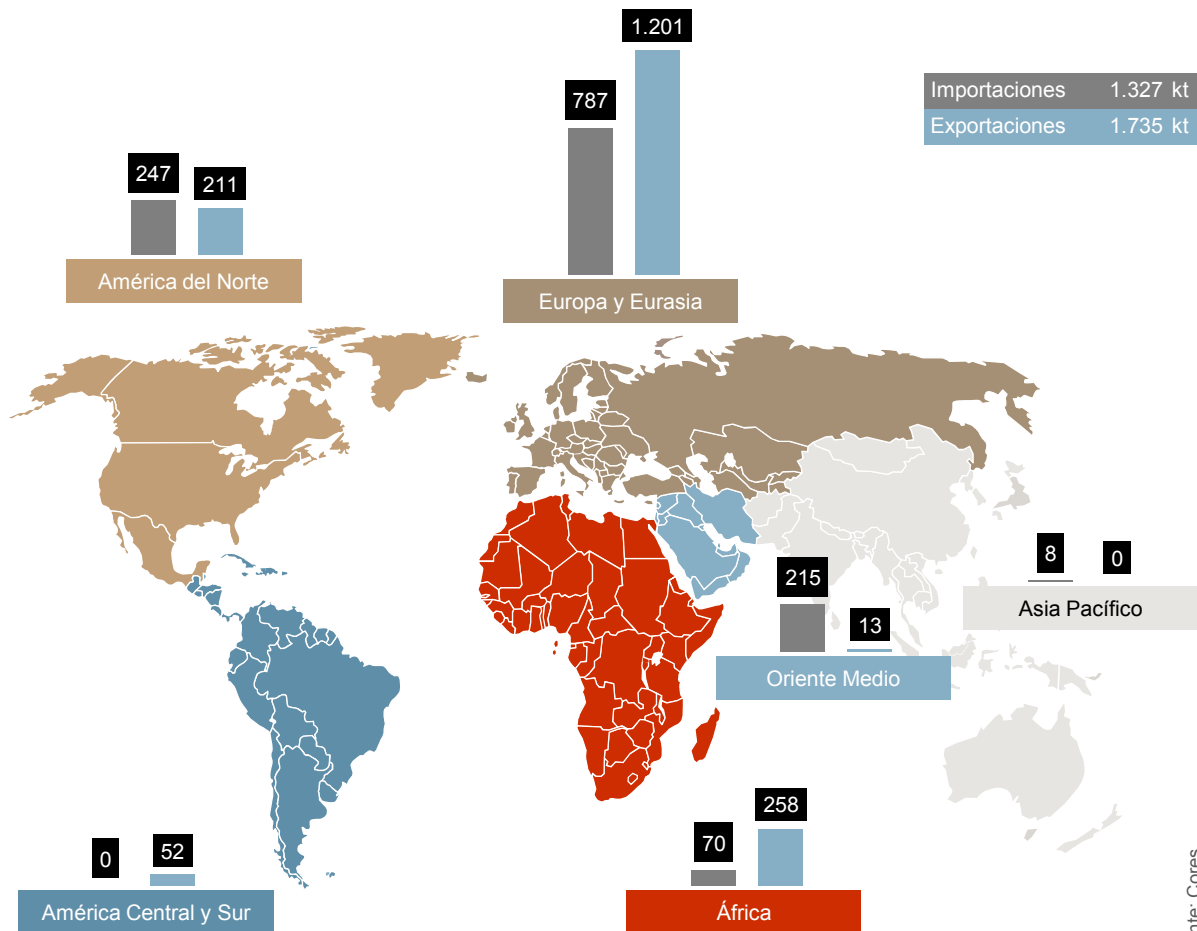 1.201
787
Importaciones 1.327 kt
Exportaciones 1.735 kt
247 211
América del Norte
Europa y Eurasia
8 0
Asia Pacífico
215 13
Oriente Medio
0 52
América Central y Sur
70 258
África
Cores